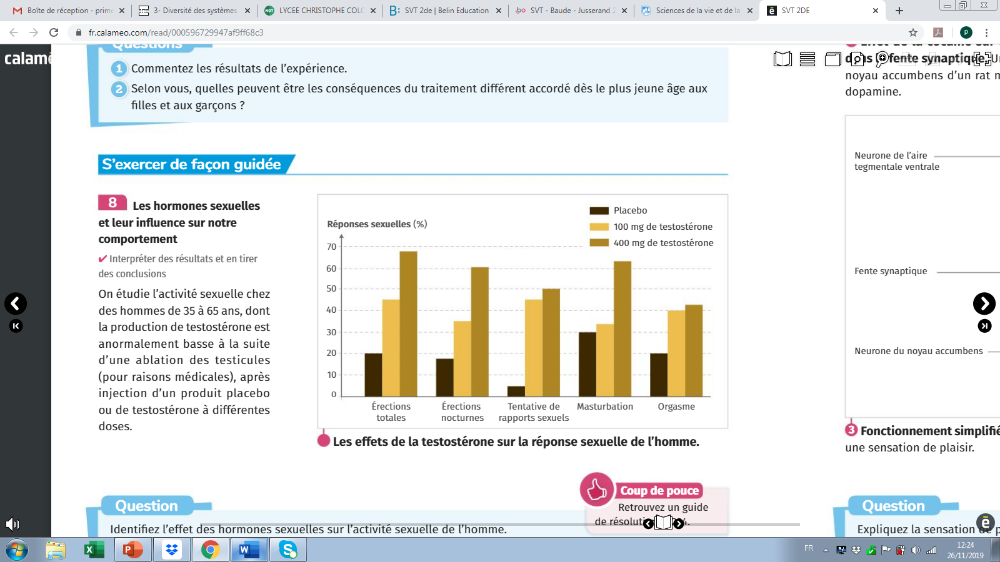 Boîte de réception - prime
3- Diversité des systèmes
LYCEE CHRISTOPHE COLO
SVT 2de | Belin Education
SVT - Baude - Jusserand 2
Sciences de la vie et de la
SVT 2DE
fr.calameo.com/read/000596729947af9ff68c3
calamé
Questions
1 Commentez les résultats de l'expérience.
2 Selon vous, quelles peuvent être les conséquences du traitement différent accordé dès le plus jeune âge aux
filles et aux garçons ?
S'exercer de façon guidée
8 Les hormones sexuelles
et leur influence sur notre
comportement
✔ Interpréter des résultats et en tirer
des conclusions
On étudie l'activité sexuelle chez
des hommes de 35 à 65 ans, dont
la production de testostérone est
anormalement basse à la suite
d'une ablation des testicules
(pour raisons médicales), après
injection d'un produit placebo
ou de testostérone à différentes
doses.
Réponses sexuelles (%)
Placebo
100 mg de testostérone
400 mg de testostérone
70
60
50
40
30
20
10
0
Érections
totales
Érections
nocturnes
Tentative de
rapports sexuels
Masturbation
Orgasme
Les effets de la testostérone sur la réponse sexuelle de l'homme.
Coup de pouce
Retrouvez un guide
de résoluti
Question
Identifiez l'effet des hormones sexuelles sur l'activité sexuelle de l'homme.
Effet de la cocaïne sur
dans la fente synaptique. Un
noyau accumbens d'un rat m
dopamine.
Neurone de l'aire
tegmentale ventrale
Fente synaptique
Neurone du noyau accumbens
3 Fonctionnement simplifié
une sensation de plaisir.
Question
Expliquez la sensation de p
FR
12:24
26/11/2019